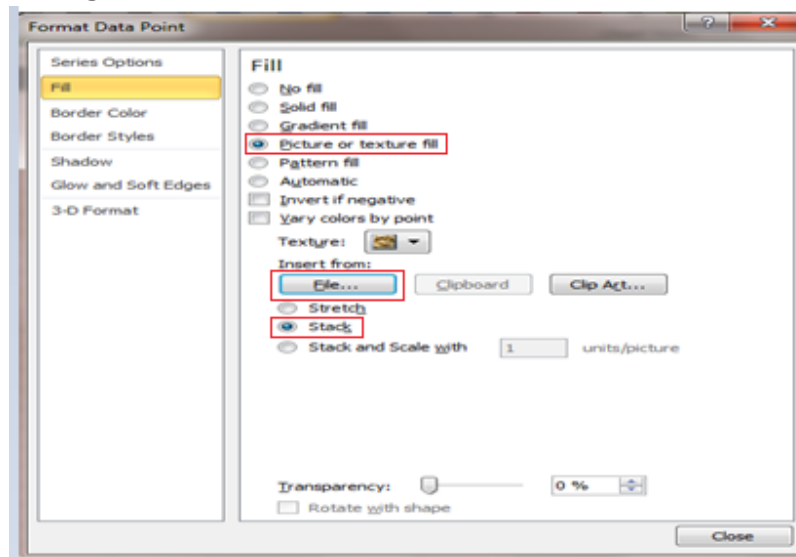 Format Data Point
Series Options
Fill
Border Color
Border Styles
Shadow
Glow and Soft Edges
3-D Format
Fill
No fill
Solid fill
Gradient fill
Picture or texture fill
Pattern fill
Automatic
Invert if negative
Vary colors by point
Texture:
Insert from:
File... Clipboard Clip Art...
Stretch
Stack
Stack and Scale with 1 units/picture
Transparency: 0 %
Rotate with shape
Close